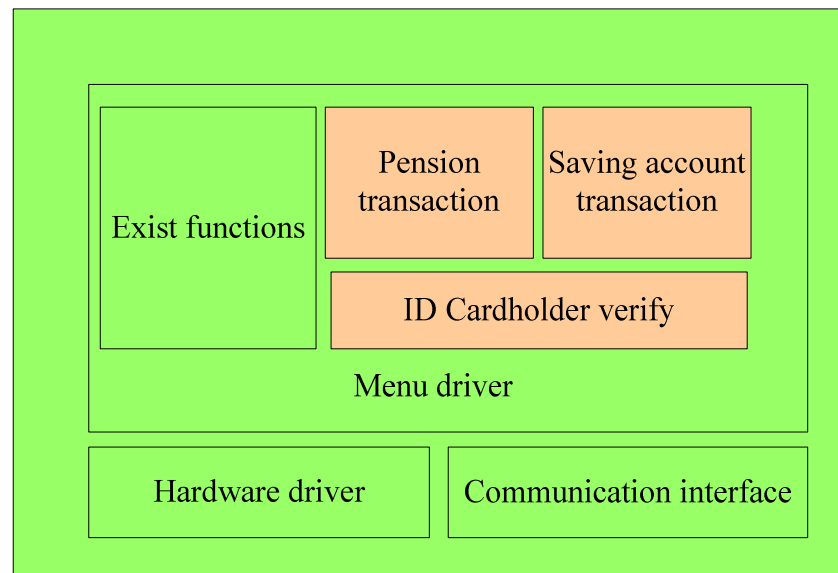 Exist functions
Pension
transaction
Saving account
transaction
ID Cardholder verify
Menu driver
Hardware driver
Communication interface